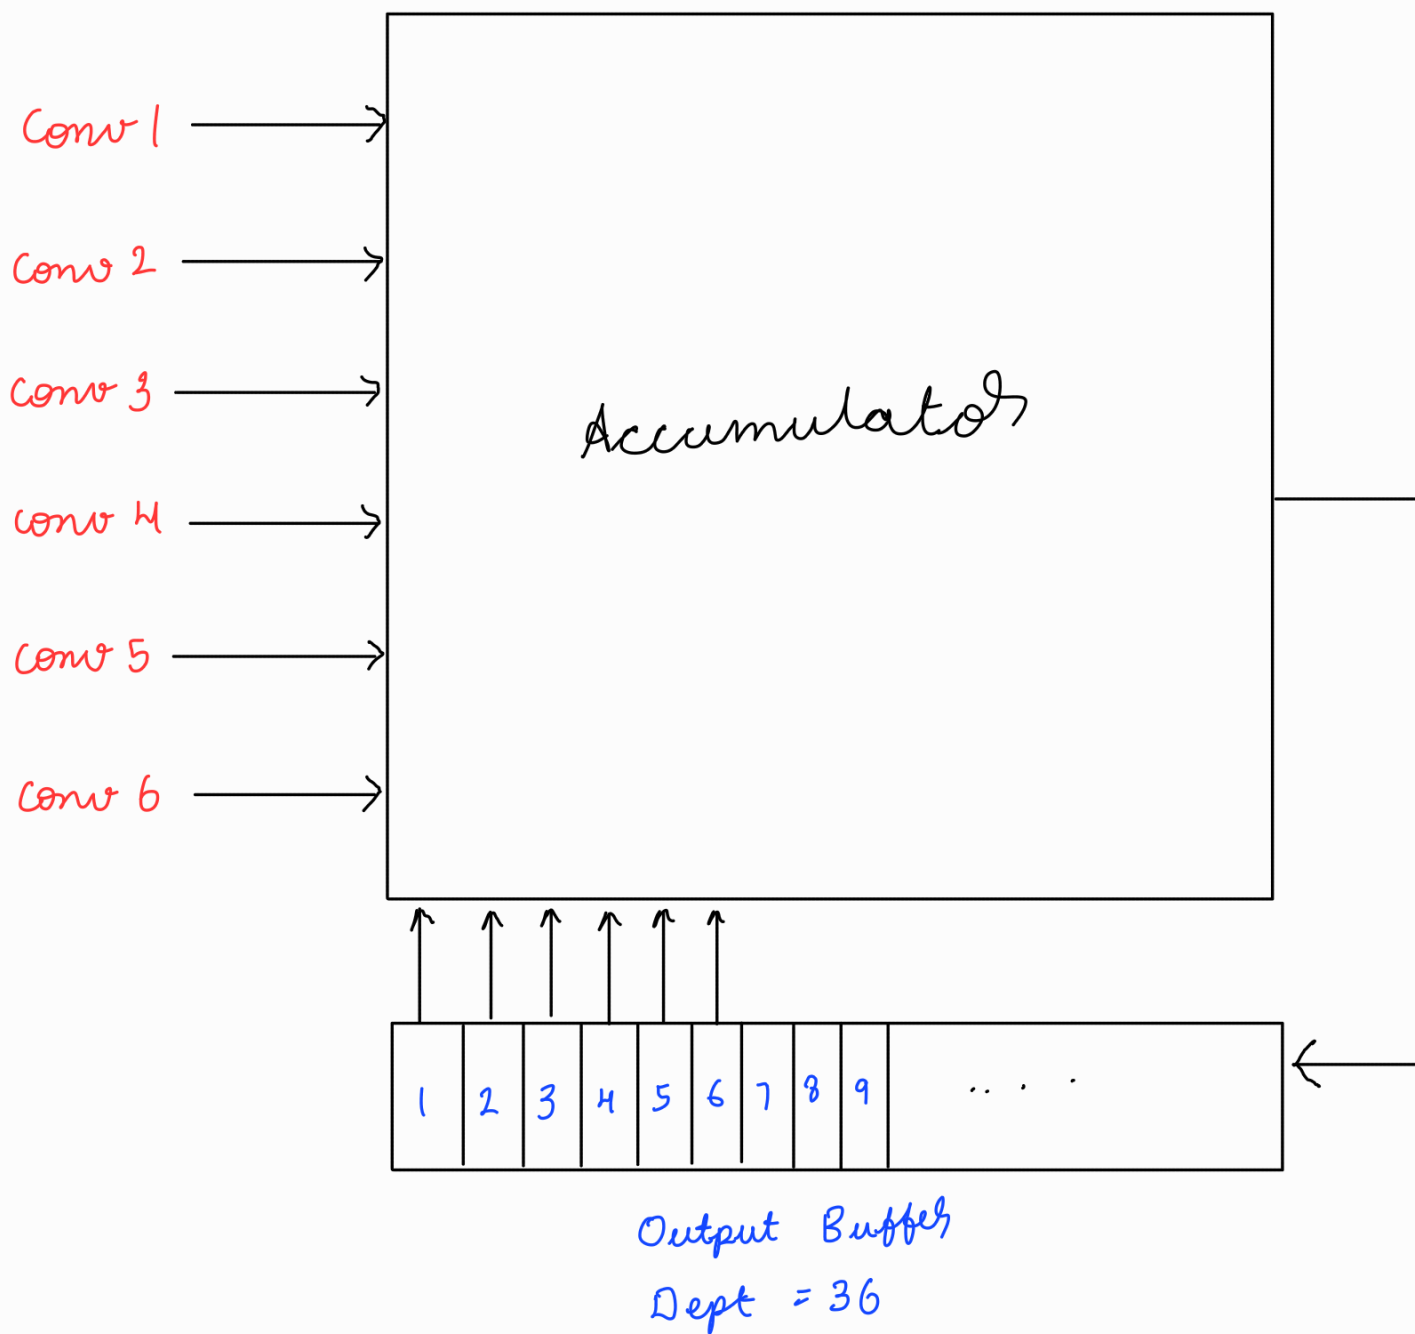 Conv 1
Conv 2
Conv 3
Conv 4
Conv 5
Conv 6
Accumulator
1 2 3 4 5 6 7 8 9 ....
Output Buffer
Dept = 36